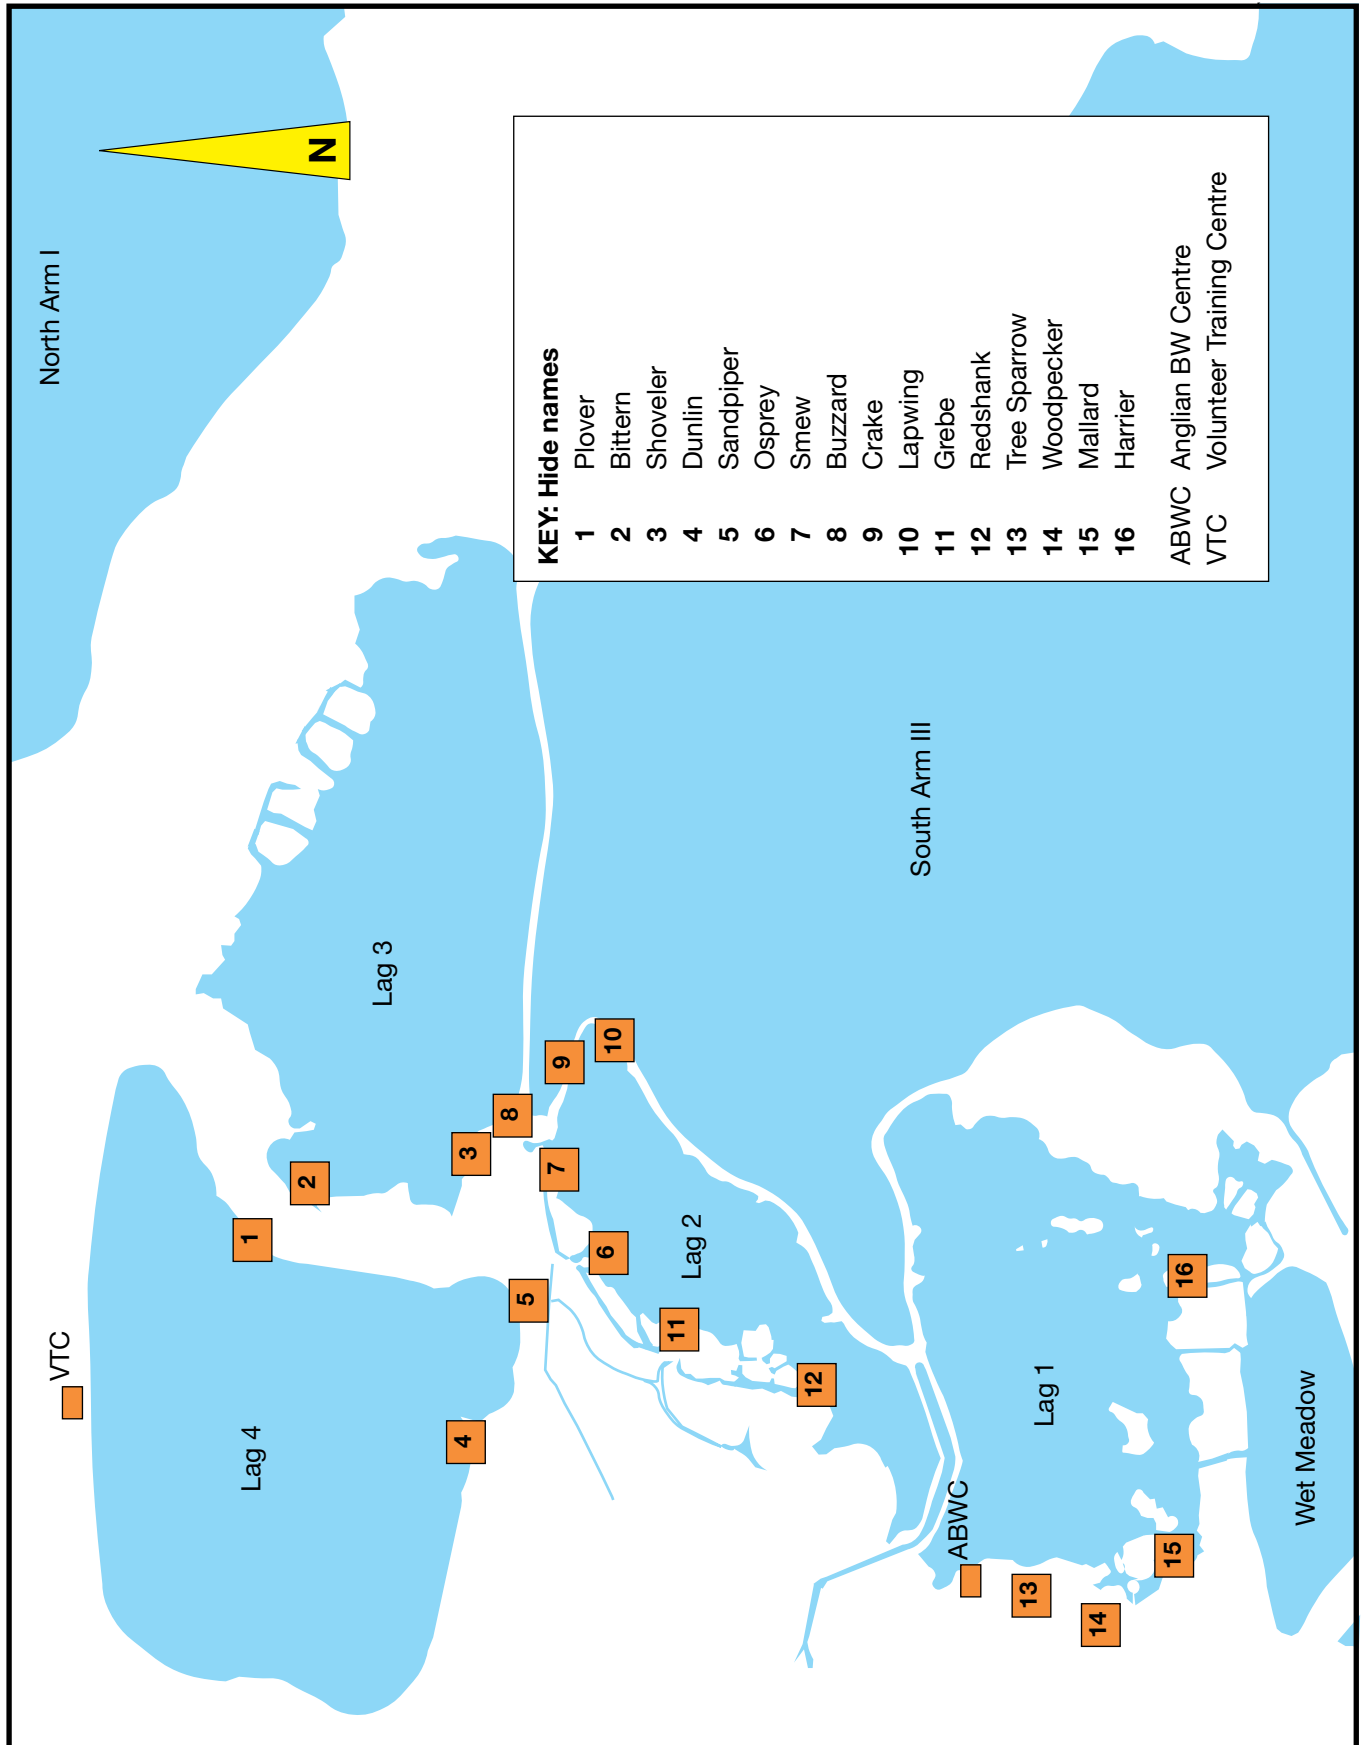 North Arm I
N
VTC
Lag 4
Lag 3
1
2
3
4
5
6
7
8
9
10
11
12
Lag 2
South Arm III
ABWC
13
14
15
16
Lag 1
Wet Meadow
KEY: Hide names
1 Plover
2 Bittern
3 Shoveler
4 Dunlin
5 Sandpiper
6 Osprey
7 Smew
8 Buzzard
9 Crake
10 Lapwing
11 Grebe
12 Redshank
13 Tree Sparrow
14 Woodpecker
15 Mallard
16 Harrier
ABWC Anglian BW Centre
VTC Volunteer Training Centre